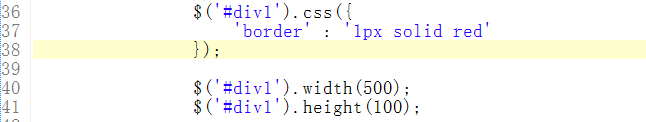 36 $('#div1').css({
37 'border' : '1px solid red'
38 });
39
40 $('#div1').width(500);
41 $('#div1').height(100);